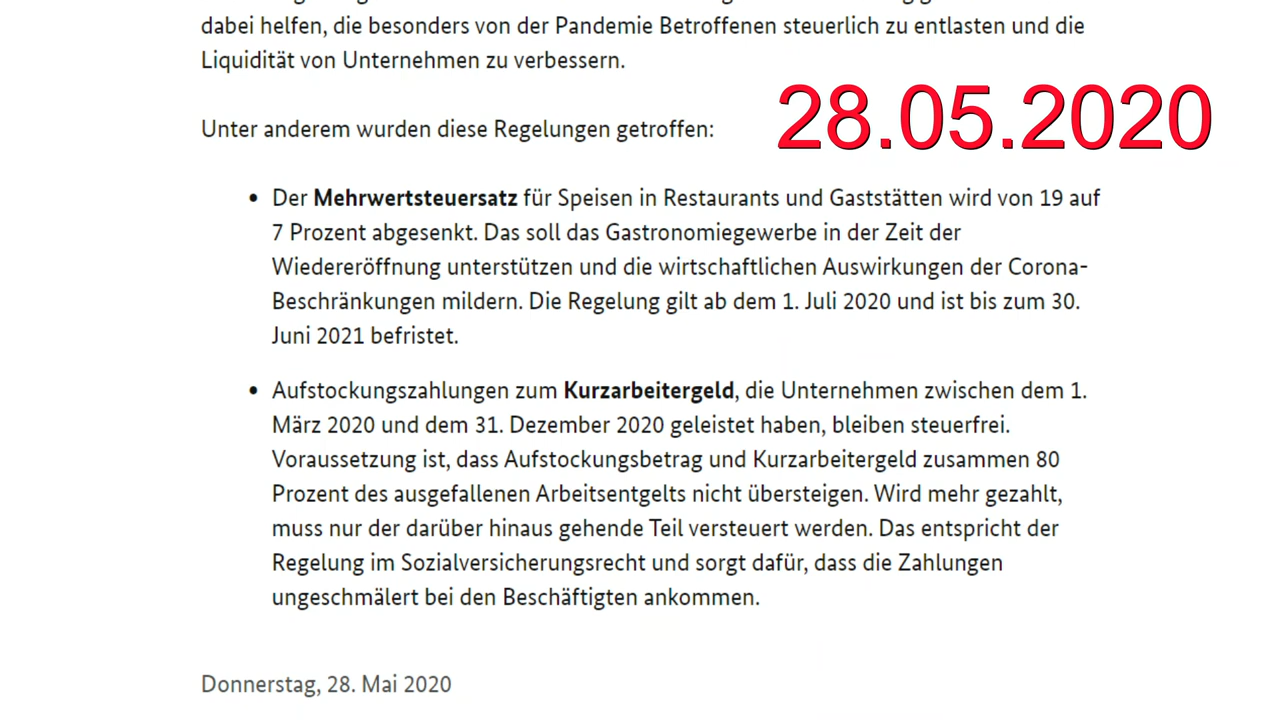 dabei helfen, die besonders von der Pandemie Betroffenen steuerlich zu entlasten und die
Liquidität von Unternehmen zu verbessern.
28.05.2020
Unter anderem wurden diese Regelungen getroffen:
• Der Mehrwertsteuersatz für Speisen in Restaurants und Gaststätten wird von 19 auf
7 Prozent abgesenkt. Das soll das Gastronomiegewerbe in der Zeit der
Wiedereröffnung unterstützen und die wirtschaftlichen Auswirkungen der Corona-
Beschränkungen mildern. Die Regelung gilt ab dem 1. Juli 2020 und ist bis zum 30.
Juni 2021 befristet.
• Aufstockungszahlungen zum Kurzarbeitergeld, die Unternehmen zwischen dem 1.
März 2020 und dem 31. Dezember 2020 geleistet haben, bleiben steuerfrei.
Voraussetzung ist, dass Aufstockungsbetrag und Kurzarbeitergeld zusammen 80
Prozent des ausgefallenen Arbeitsentgelts nicht übersteigen. Wird mehr gezahlt,
muss nur der darüber hinaus gehende Teil versteuert werden. Das entspricht der
Regelung im Sozialversicherungsrecht und sorgt dafür, dass die Zahlungen
ungeschmälert bei den Beschäftigten ankommen.
Donnerstag, 28. Mai 2020